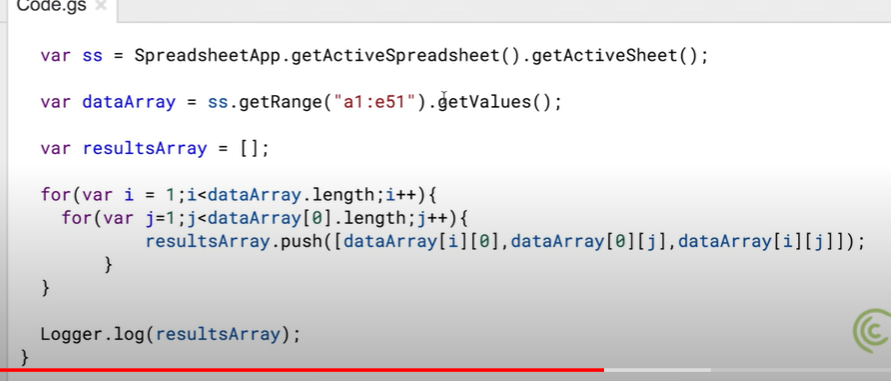 Code.gs ×
var ss = SpreadsheetApp.getActiveSpreadsheet().getActiveSheet();
var dataArray = ss.getRange("a1:e51").getValues();
var resultsArray = [];
for(var i = 1;i<dataArray.length;i++){
for(var j=1;j<dataArray[0].length;j++){
resultsArray.push([dataArray[i][0],dataArray[0][j],dataArray[i][j]]);
}
}
Logger.log(resultsArray);
}